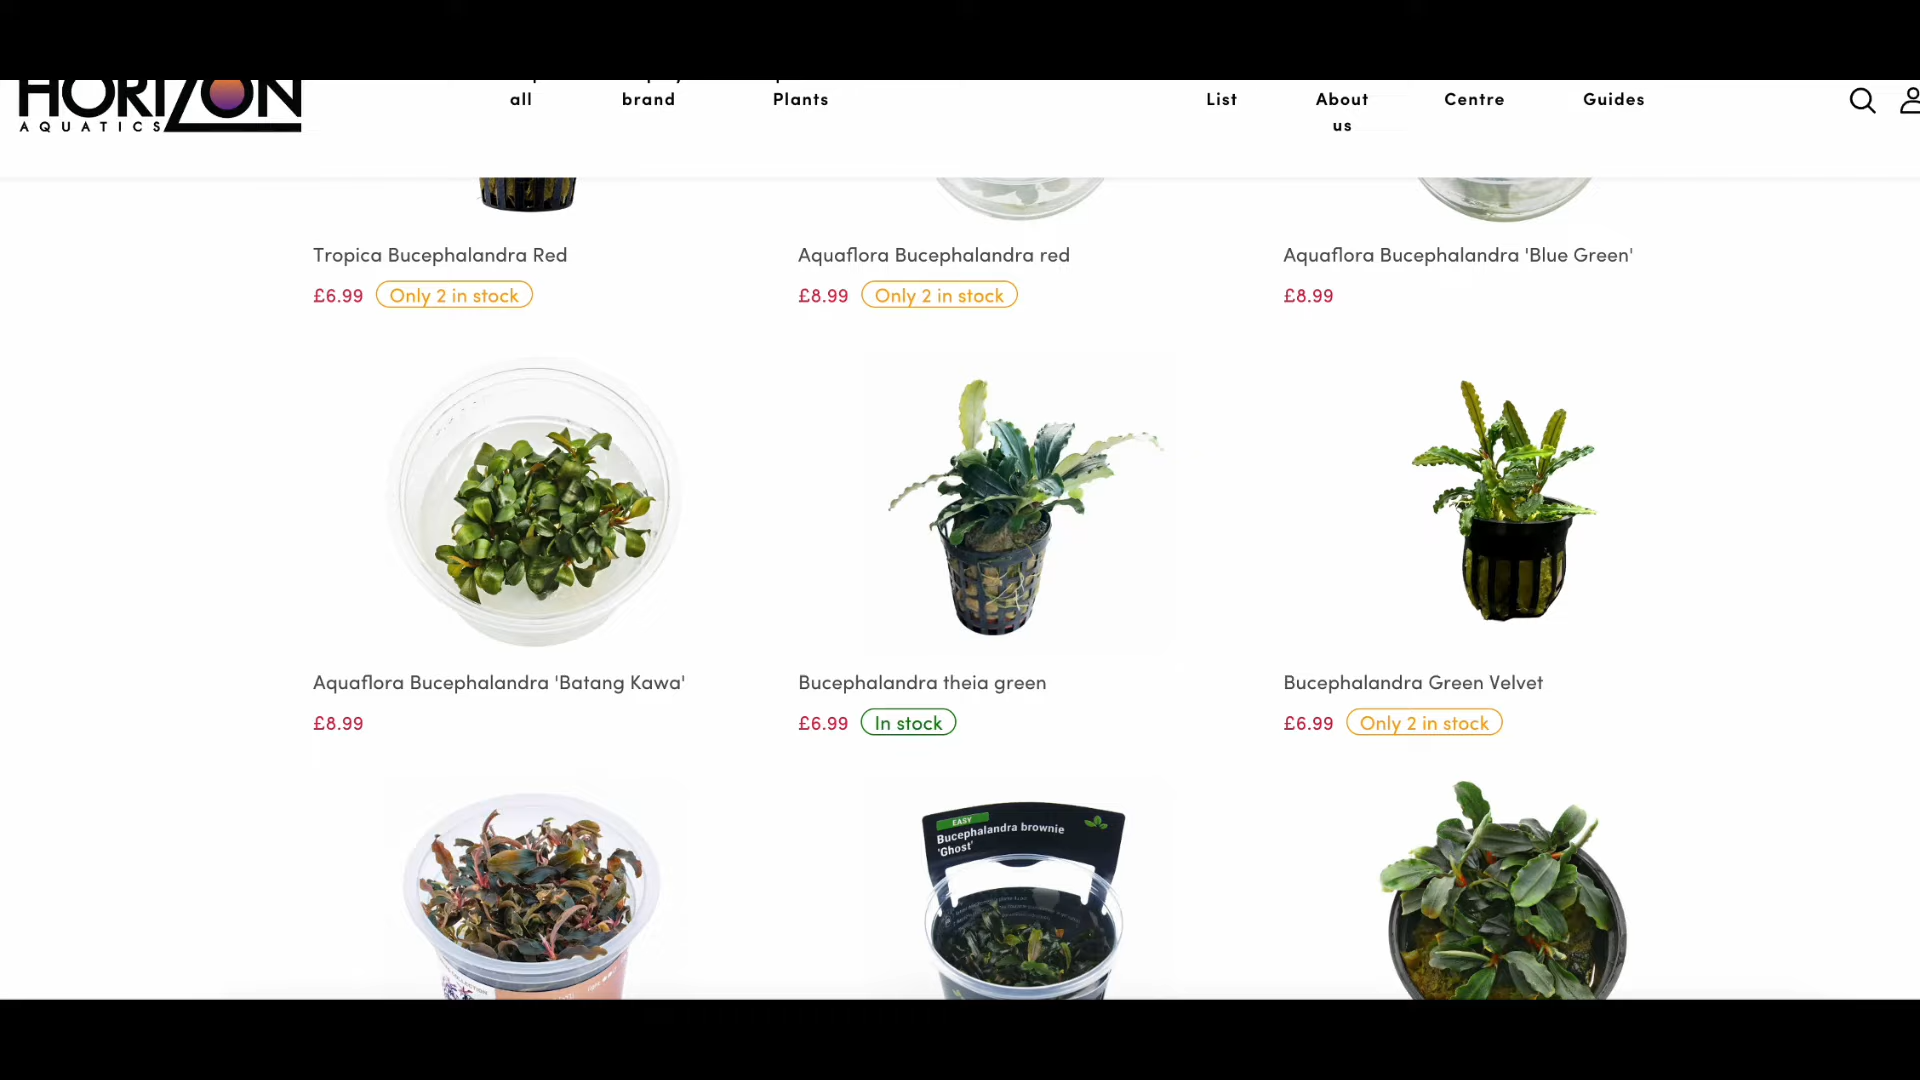 HORIZON
AQUATICS
all
brand
Plants
List
About
us
Centre
Guides
Tropica Bucephalandra Red
£6.99 Only 2 in stock
Aquaflora Bucephalandra red
£8.99 Only 2 in stock
Aquaflora Bucephalandra 'Blue Green'
£8.99
Aquaflora Bucephalandra 'Batang Kawa'
£8.99
Bucephalandra theia green
£6.99 In stock
Bucephalandra Green Velvet
£6.99 Only 2 in stock
EASY
Bucephalandra brownie
'Ghost'